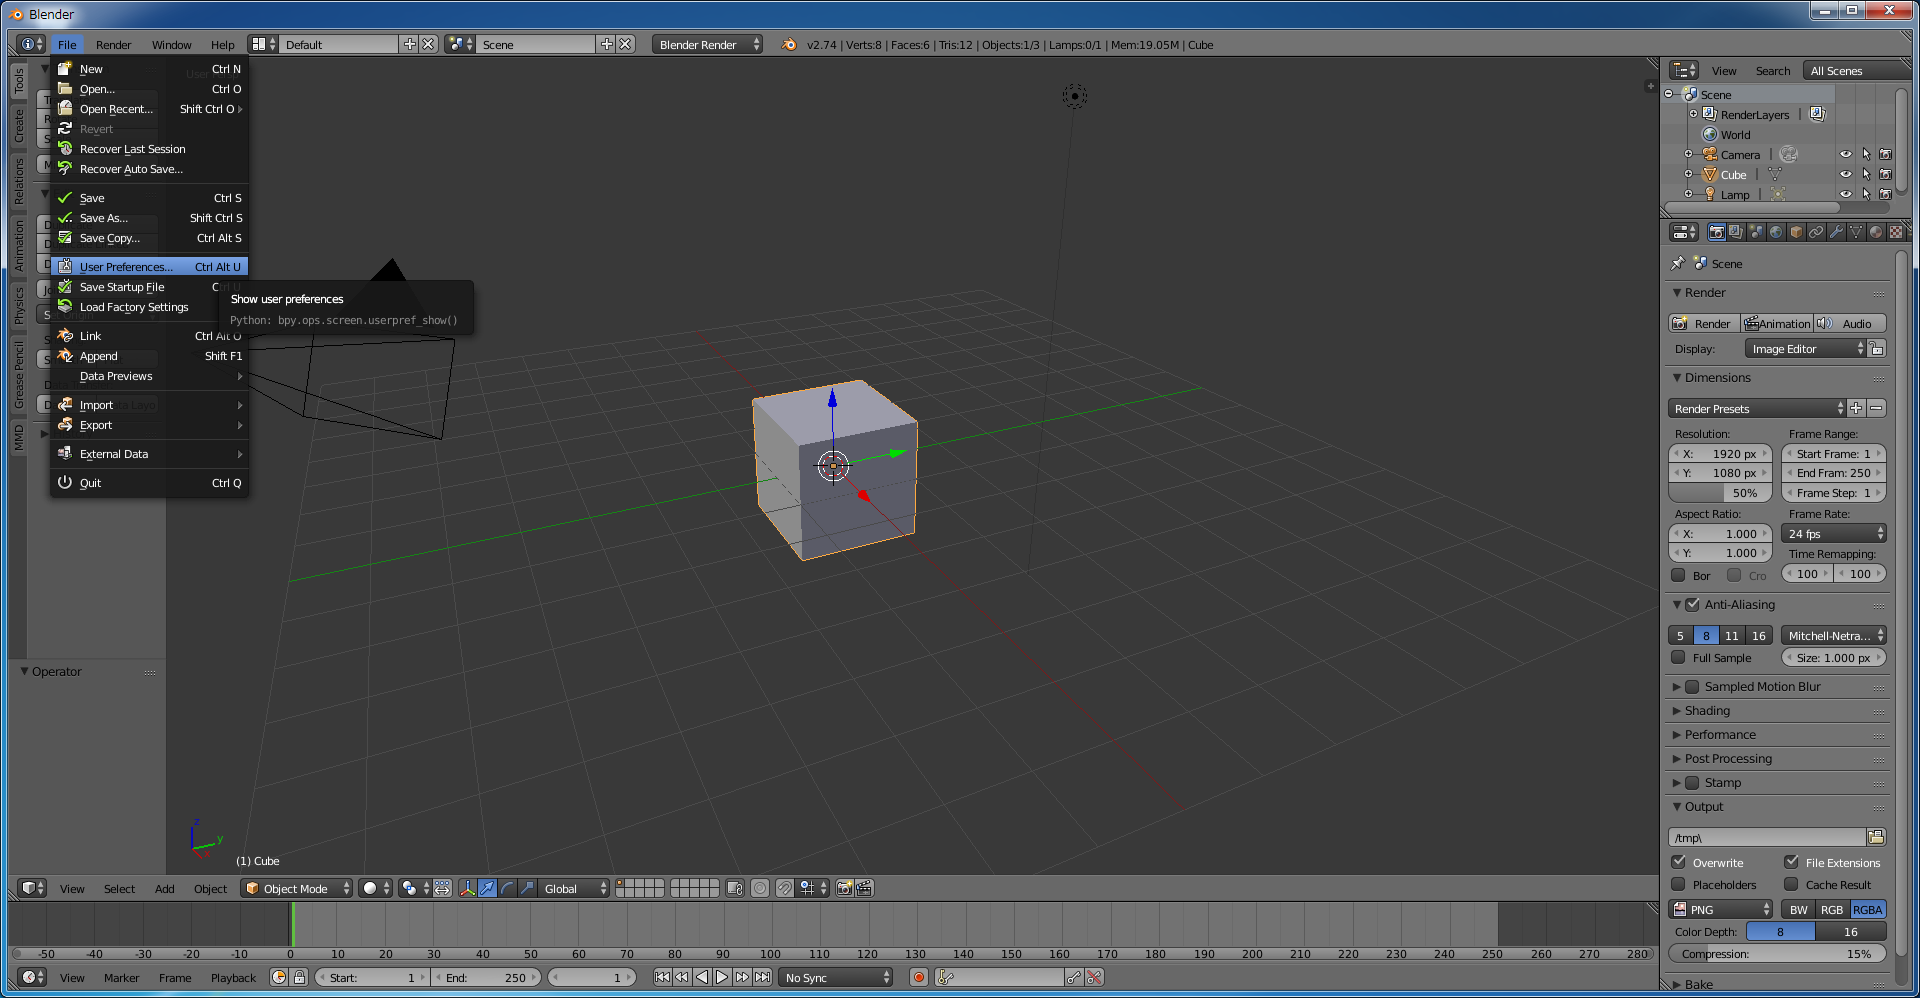 Blender
File Render Window Help Default Scene Blender Render v2.74 | Verts:8 | Faces:6 | Tris:12 | Objects:1/3 | Lamps:0/1 | Mem:19.05M | Cube
New Ctrl N
Open... Ctrl O
Open Recent... Shift Ctrl O
Revert
Recover Last Session
Recover Auto Save...
Save Ctrl S
Save As... Shift Ctrl S
Save Copy... Ctrl Alt S
User Preferences... Ctrl Alt U
Save Startup File Ctrl U
Load Factory Settings
Link Ctrl Alt O
Append Shift F1
Data Previews
Import
Export
External Data
Quit Ctrl Q
Show user preferences
Python: bpy.ops.screen.userpref_show()
Tools
Create
Relations
Animation
Physics
Grease Pencil
MMD
Operator
z
y
(1) Cube
View Select Add Object Object Mode Global
-50 -40 -30 -20 -10 0 10 20 30 40 50 60 70 80 90 100 110 120 130 140 150 160 170 180 190 200 210 220 230 240 250 260 270 280
View Marker Frame Playback Start: 1 End: 250 1 No Sync
View Search All Scenes
Scene
RenderLayers |
World
Camera |
Cube |
Lamp |
Scene
Render
Render Animation Audio
Display: Image Editor
Dimensions
Render Presets
Resolution: Frame Range:
X: 1920 px Start Frame: 1
Y: 1080 px End Fram: 250
50% Frame Step: 1
Aspect Ratio: Frame Rate:
X: 1.000 24 fps
Y: 1.000 Time Remapping:
Bor Cro 100 100
Anti-Aliasing
5 8 11 16 Mitchell-Netra...
Full Sample Size: 1.000 px
Sampled Motion Blur
Shading
Performance
Post Processing
Stamp
Output
/tmp\
Overwrite File Extensions
Placeholders Cache Result
PNG BW RGB RGBA
Color Depth: 8 16
Compression: 15%
Bake